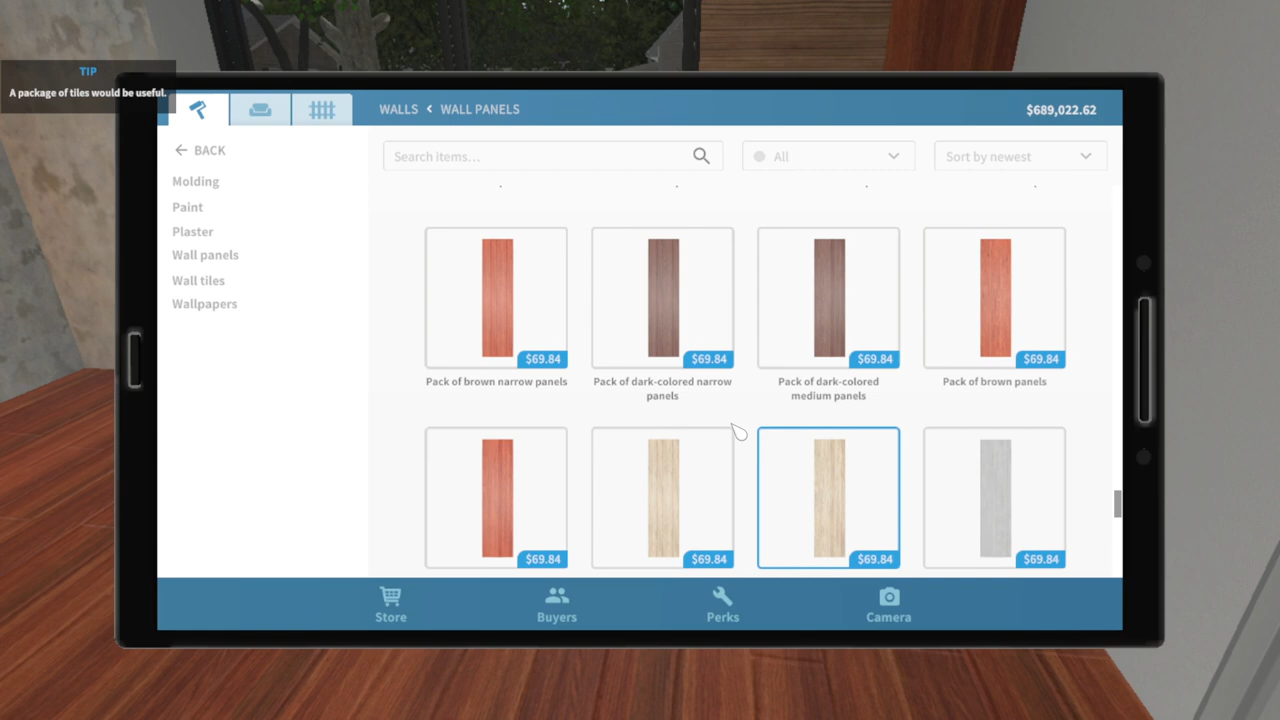 TIP
A package of tiles would be useful.
WALLS < WALL PANELS
$689,022.62
BACK
Search items...
All
Sort by newest
Molding
Paint
Plaster
Wall panels
Wall tiles
Wallpapers
$69.84
$69.84
$69.84
$69.84
Pack of brown narrow panels
Pack of dark-colored narrow
panels
Pack of dark-colored
medium panels
Pack of brown panels
$69.84
$69.84
$69.84
$69.84
Store
Buyers
Perks
Camera